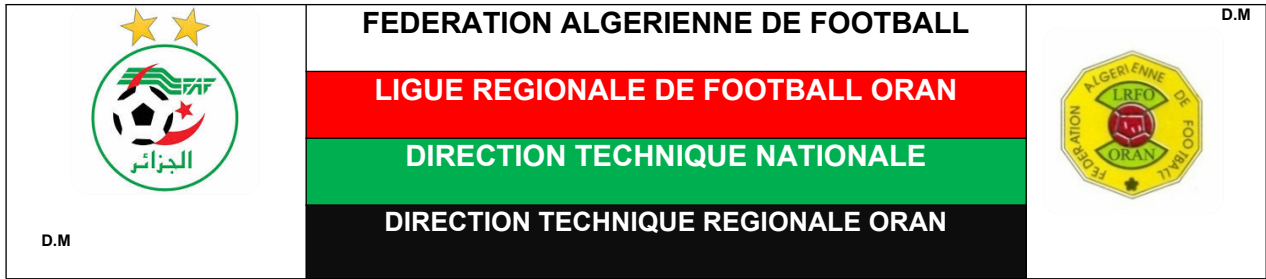 FAF
الجزائر
D.M
FEDERATION ALGERIENNE DE FOOTBALL
LIGUE REGIONALE DE FOOTBALL ORAN
DIRECTION TECHNIQUE NATIONALE
DIRECTION TECHNIQUE REGIONALE ORAN
D.M
FEDERATION ALGERIENNE DE FOOTBALL
LRFO
ORAN